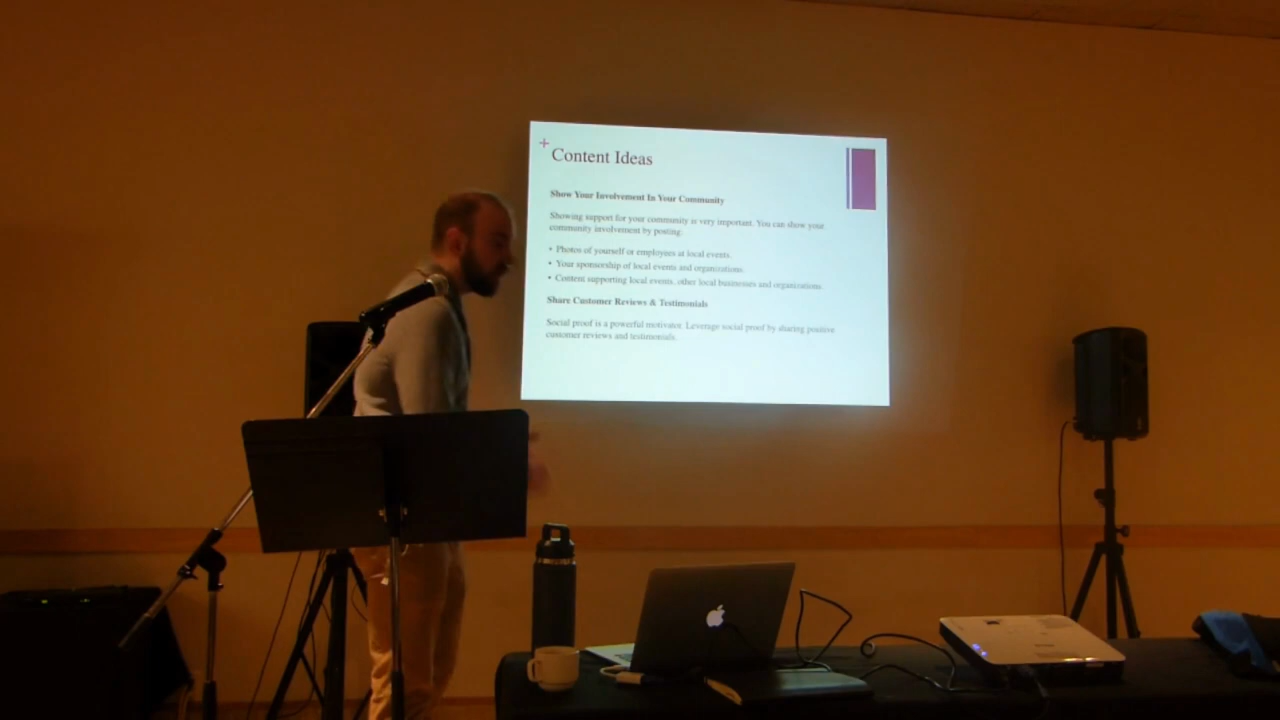 +
Content Ideas
Show Your Involvement In Your Community
Showing support for your community is very important. You can show your
community involvement by posting:
• Photos of yourself or employees at local events.
• Your sponsorship of local events and organizations.
• Content supporting local events, other local businesses and organizations.
Share Customer Reviews & Testimonials
Social proof is a powerful motivator. Leverage social proof by sharing positive
customer reviews and testimonials.